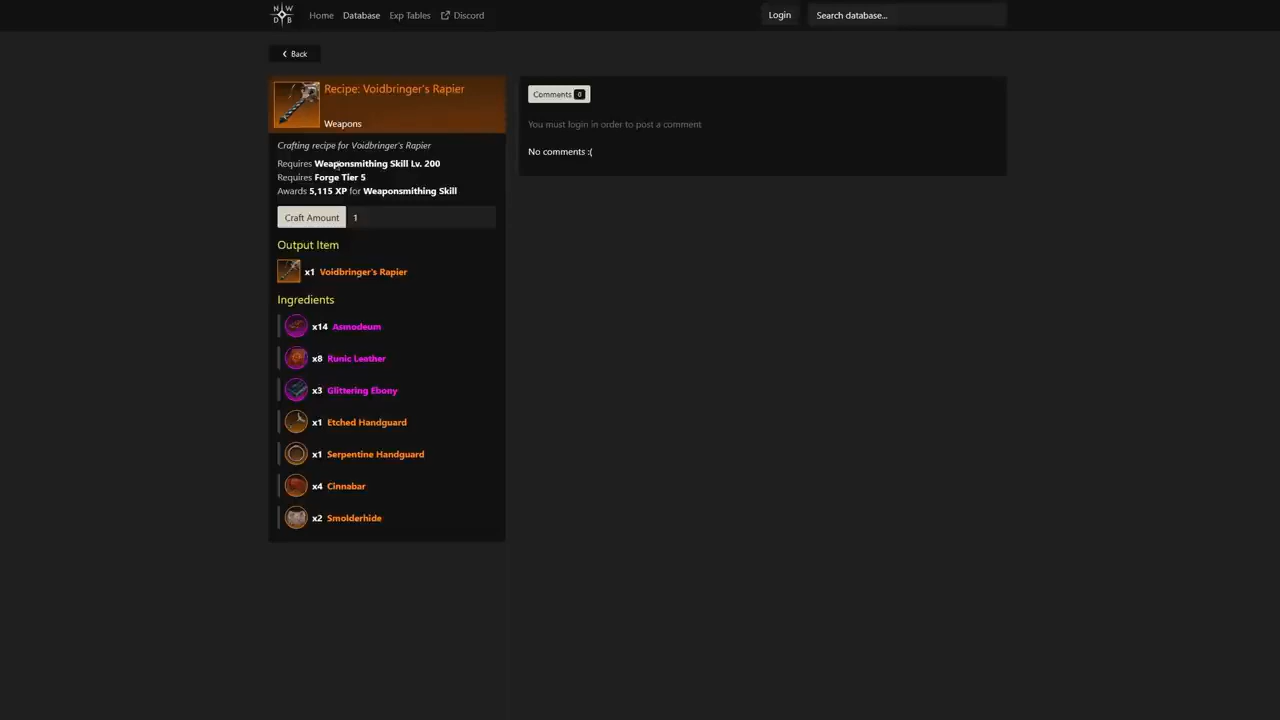 NW
DB
Home
Database
Exp Tables
Discord
Login
Search database...
Back
Recipe: Voidbringer's Rapier
Weapons
Crafting recipe for Voidbringer's Rapier
Requires Weaponsmithing Skill Lv. 200
Requires Forge Tier 5
Awards 5,115 XP for Weaponsmithing Skill
Craft Amount 1
Output Item
x1 Voidbringer's Rapier
Ingredients
x14 Asmodeum
x8 Runic Leather
x3 Glittering Ebony
x1 Etched Handguard
x1 Serpentine Handguard
x4 Cinnabar
x2 Smolderhide
Comments 0
You must login in order to post a comment
No comments :(